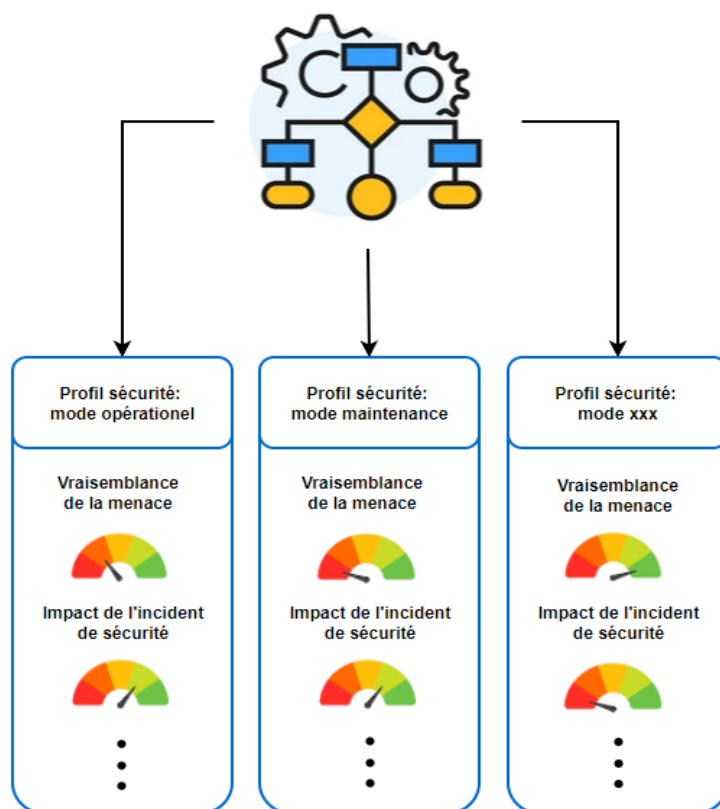 Profil sécurité:
mode opérationel
Vraisemblance
de la menace
Impact de l'incident
de sécurité
Profil sécurité:
mode maintenance
Vraisemblance
de la menace
Impact de l'incident
de sécurité
Profil sécurité:
mode xxx
Vraisemblance
de la menace
Impact de l'incident
de sécurité